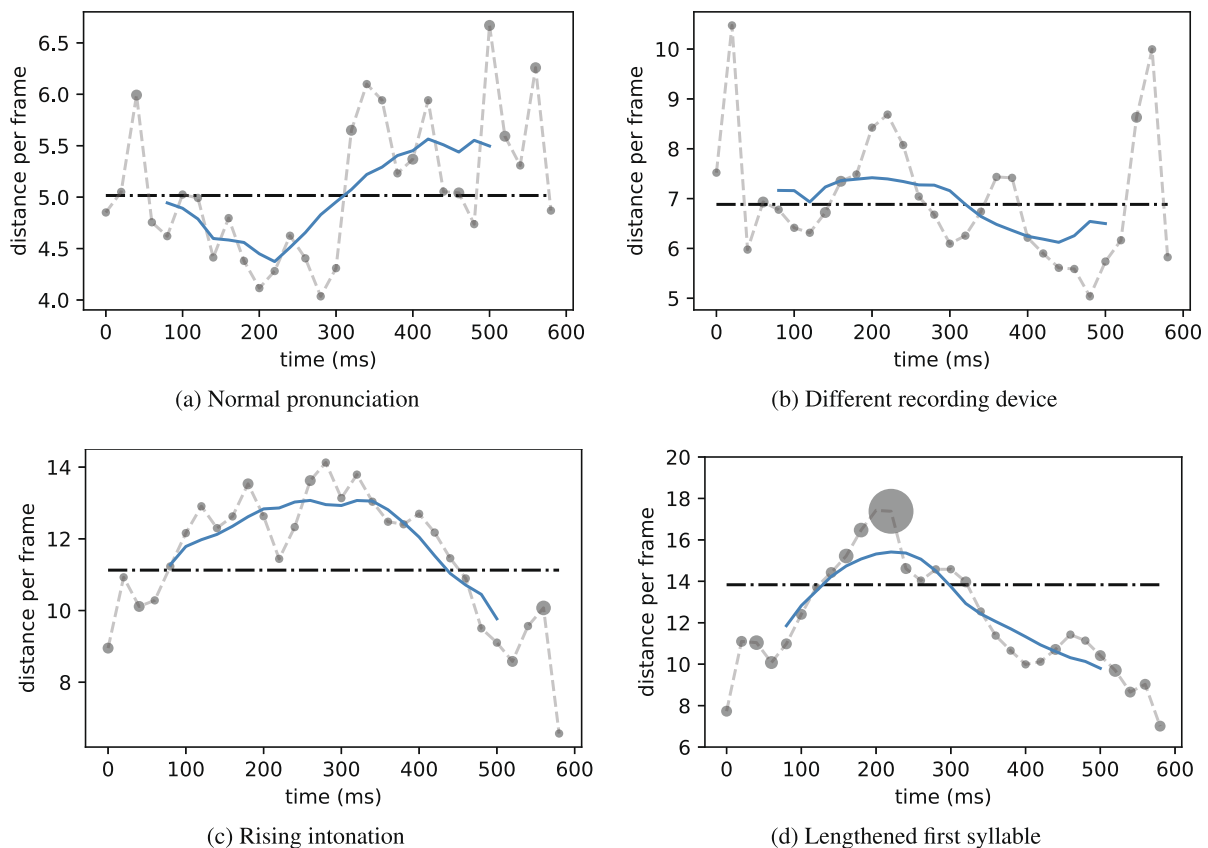 6.5
6.0
5.5
5.0
4.5
4.0
distance per frame
0 100 200 300 400 500 600
time (ms)
(a) Normal pronunciation
10
9
8
7
6
5
distance per frame
0 100 200 300 400 500 600
time (ms)
(b) Different recording device
14
12
10
8
distance per frame
0 100 200 300 400 500 600
time (ms)
(c) Rising intonation
20
18
16
14
12
10
8
6
distance per frame
0 100 200 300 400 500 600
time (ms)
(d) Lengthened first syllable